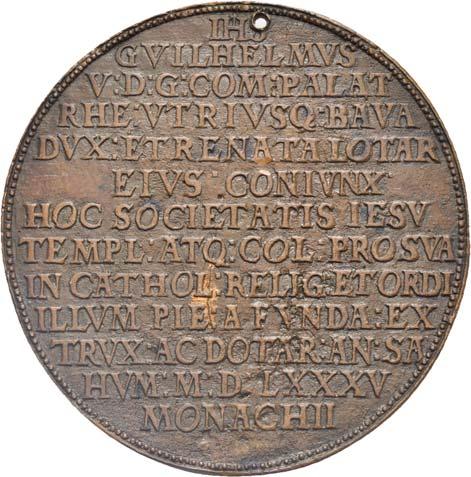 IHS
GVILHELMVS
V: D: G: COM: PALAT
RHE: VTRIVSQ: BAVA
DVX: ET RENATA LOTAR
EIVS CONIVNX
HOC SOCIETATIS IESV
TEMPL: ATQ: COL: PRO SVA
IN CATHOL: RELIG: ET ORDI
ILLVM PIETA FVNDA: EX
TRVX: AC DOTAR: AN: SA
HVM: M: D: LXXXV
MONACHII